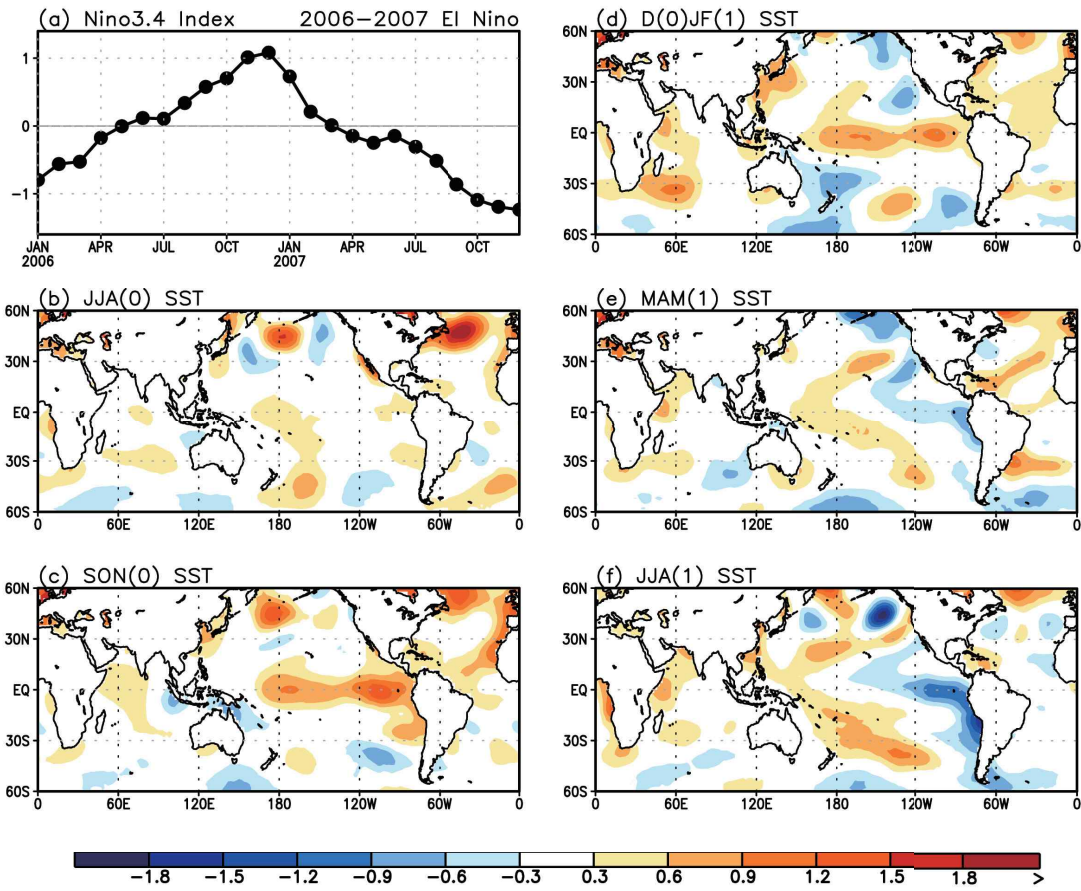 (a) Nino3.4 Index 2006−2007 El Nino
1
0
−1
JAN APR JUL OCT JAN APR JUL OCT
2006 2007
(b) JJA(0) SST
60N
30N
EQ
30S
60S
0 60E 120E 180 120W 60W 0
(c) SON(0) SST
60N
30N
EQ
30S
60S
0 60E 120E 180 120W 60W 0
(d) D(0)JF(1) SST
60N
30N
EQ
30S
60S
0 60E 120E 180 120W 60W 0
(e) MAM(1) SST
60N
30N
EQ
30S
60S
0 60E 120E 180 120W 60W 0
(f) JJA(1) SST
60N
30N
EQ
30S
60S
0 60E 120E 180 120W 60W 0
−1.8 −1.5 −1.2 −0.9 −0.6 −0.3 0.3 0.6 0.9 1.2 1.5 1.8 >